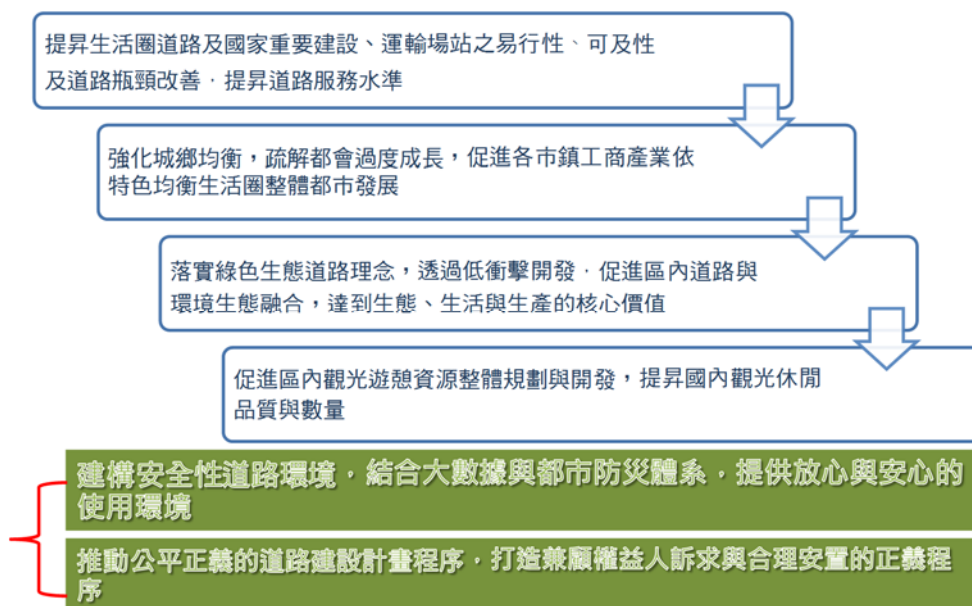 提昇生活圈道路及國家重要建設、運輸場站之易行性、可及性
及道路瓶頸改善，提昇道路服務水準
強化城鄉均衡，疏解都會過度成長，促進各市鎮工商產業依
特色均衡生活圈整體都市發展
落實綠色生態道路理念，透過低衝擊開發，促進區內道路與
環境生態融合，達到生態、生活與生產的核心價值
促進區內觀光遊憩資源整體規劃與開發，提昇國內觀光休閒
品質與數量
建構安全性道路環境，結合大數據與都市防災體系，提供放心與安心的
使用環境
推動公平正義的道路建設計畫程序，打造兼顧權益人訴求與合理安置的正義程
序